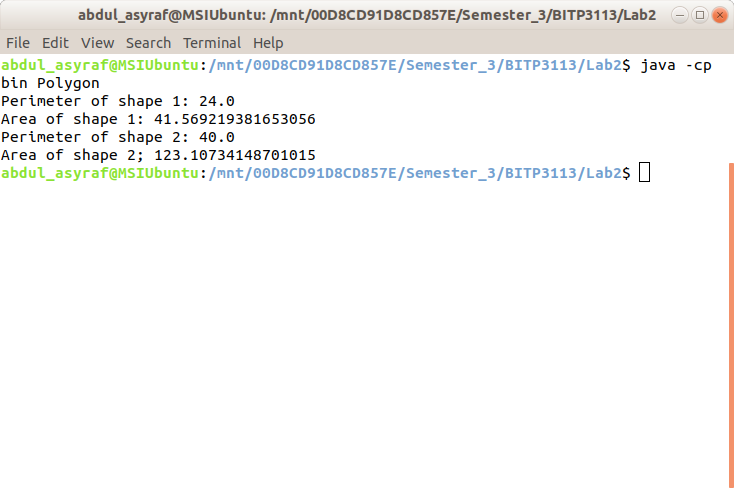 abdul_asyraf@MSIUbuntu: /mnt/00D8CD91D8CD857E/Semester_3/BITP3113/Lab2
File Edit View Search Terminal Help
abdul_asyraf@MSIUbuntu:/mnt/00D8CD91D8CD857E/Semester_3/BITP3113/Lab2$ java -cp
bin Polygon
Perimeter of shape 1: 24.0
Area of shape 1: 41.569219381653056
Perimeter of shape 2: 40.0
Area of shape 2; 123.10734148701015
abdul_asyraf@MSIUbuntu:/mnt/00D8CD91D8CD857E/Semester_3/BITP3113/Lab2$